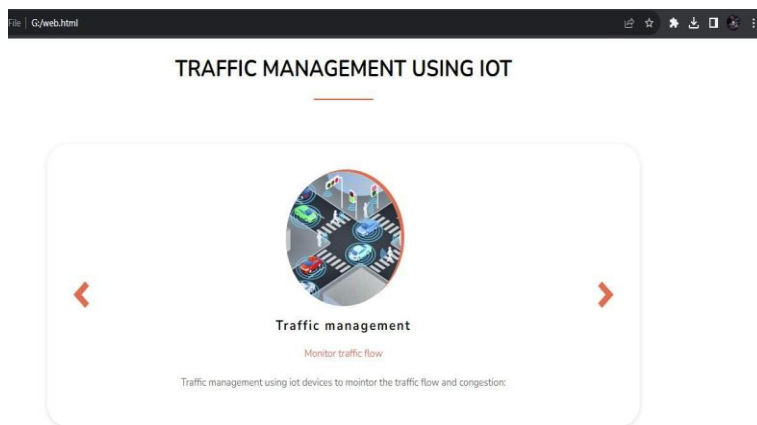 File G:/web.html
TRAFFIC MANAGEMENT USING IOT
Traffic management
Monitor traffic flow
Traffic management using iot devices to mointor the traffic flow and congestion: